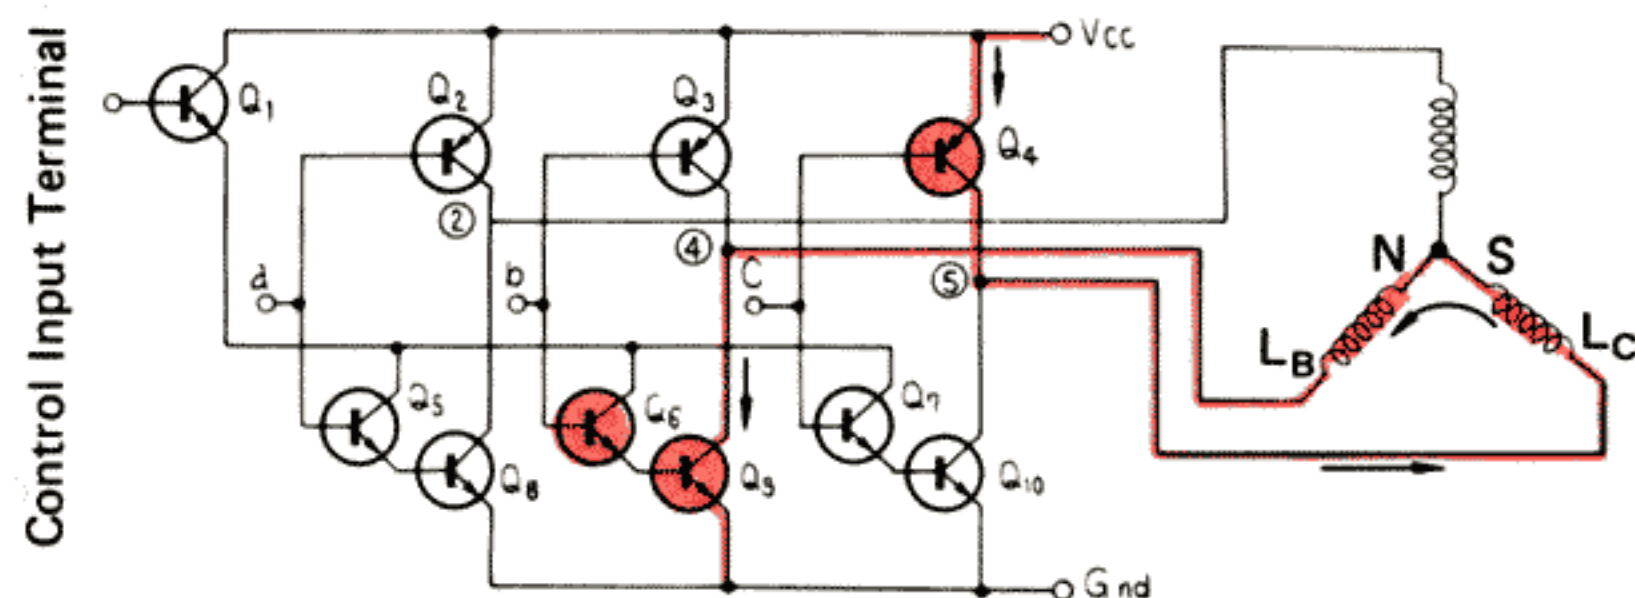 Control Input Terminal
Vcc
Q1
Q2
Q3
Q4
②
④
⑤
a
b
C
N
S
LB
LC
Q5
Q6
Q7
Q8
Q9
Q10
Gnd